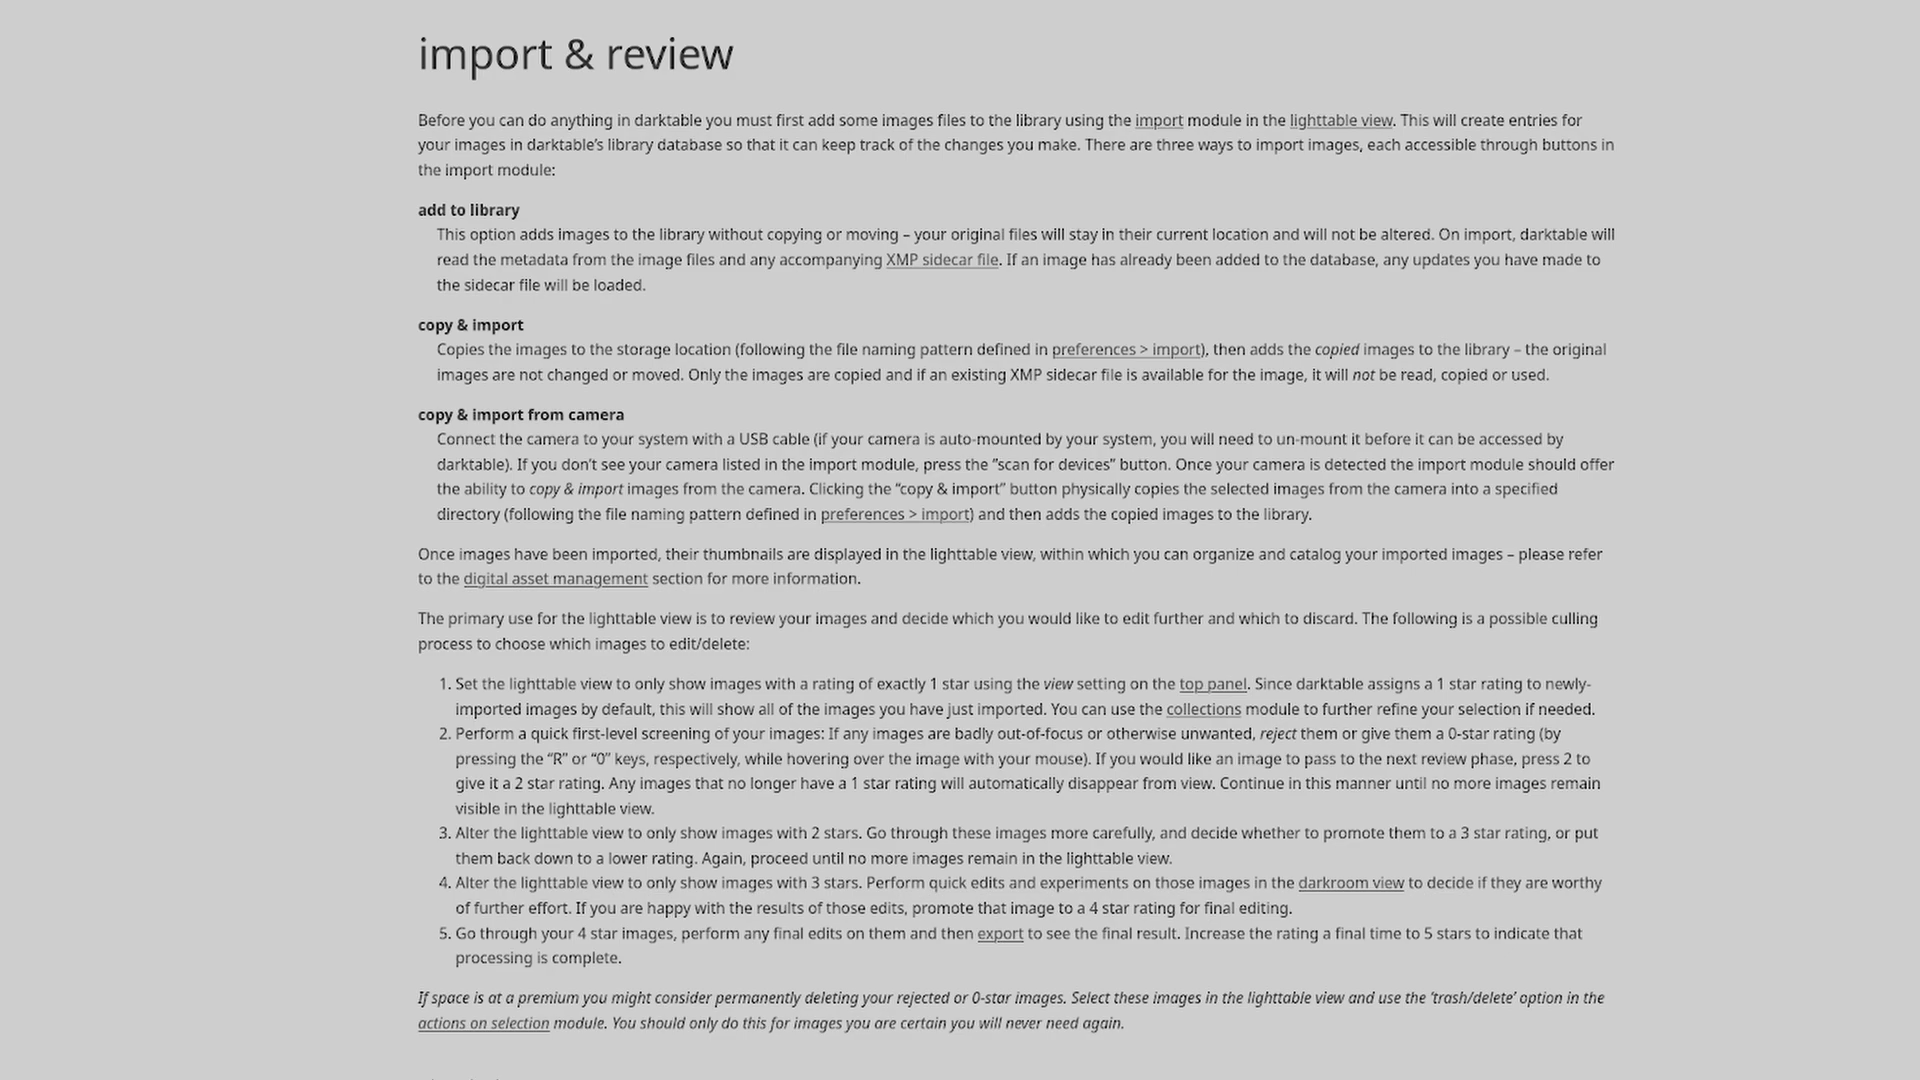 import & review
Before you can do anything in darktable you must first add some images files to the library using the import module in the lighttable view. This will create entries for
your images in darktable’s library database so that it can keep track of the changes you make. There are three ways to import images, each accessible through buttons in
the import module:
add to library
This option adds images to the library without copying or moving – your original files will stay in their current location and will not be altered. On import, darktable will
read the metadata from the image files and any accompanying XMP sidecar file. If an image has already been added to the database, any updates you have made to
the sidecar file will be loaded.
copy & import
Copies the images to the storage location (following the file naming pattern defined in preferences > import), then adds the copied images to the library – the original
images are not changed or moved. Only the images are copied and if an existing XMP sidecar file is available for the image, it will not be read, copied or used.
copy & import from camera
Connect the camera to your system with a USB cable (if your camera is auto-mounted by your system, you will need to un-mount it before it can be accessed by
darktable). If you don’t see your camera listed in the import module, press the “scan for devices” button. Once your camera is detected the import module should offer
the ability to copy & import images from the camera. Clicking the “copy & import” button physically copies the selected images from the camera into a specified
directory (following the file naming pattern defined in preferences > import) and then adds the copied images to the library.
Once images have been imported, their thumbnails are displayed in the lighttable view, within which you can organize and catalog your imported images – please refer
to the digital asset management section for more information.
The primary use for the lighttable view is to review your images and decide which you would like to edit further and which to discard. The following is a possible culling
process to choose which images to edit/delete:
1. Set the lighttable view to only show images with a rating of exactly 1 star using the view setting on the top panel. Since darktable assigns a 1 star rating to newly-
imported images by default, this will show all of the images you have just imported. You can use the collections module to further refine your selection if needed.
2. Perform a quick first-level screening of your images: If any images are badly out-of-focus or otherwise unwanted, reject them or give them a 0-star rating (by
pressing the “R” or “0” keys, respectively, while hovering over the image with your mouse). If you would like an image to pass to the next review phase, press 2 to
give it a 2 star rating. Any images that no longer have a 1 star rating will automatically disappear from view. Continue in this manner until no more images remain
visible in the lighttable view.
3. Alter the lighttable view to only show images with 2 stars. Go through these images more carefully, and decide whether to promote them to a 3 star rating, or put
them back down to a lower rating. Again, proceed until no more images remain in the lighttable view.
4. Alter the lighttable view to only show images with 3 stars. Perform quick edits and experiments on those images in the darkroom view to decide if they are worthy
of further effort. If you are happy with the results of those edits, promote that image to a 4 star rating for final editing.
5. Go through your 4 star images, perform any final edits on them and then export to see the final result. Increase the rating a final time to 5 stars to indicate that
processing is complete.
If space is at a premium you might consider permanently deleting your rejected or 0-star images. Select these images in the lighttable view and use the ‘trash/delete’ option in the
actions on selection module. You should only do this for images you are certain you will never need again.